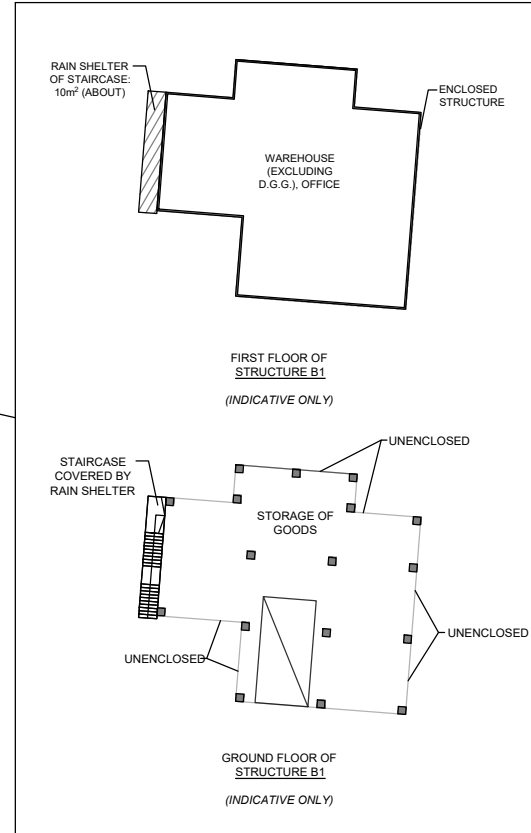 RAIN SHELTER
OF STAIRCASE:
10m² (ABOUT)
ENCLOSED
STRUCTURE
WAREHOUSE
(EXCLUDING
D.G.G.), OFFICE
FIRST FLOOR OF
STRUCTURE B1
(INDICATIVE ONLY)
UNENCLOSED
STAIRCASE
COVERED BY
RAIN SHELTER
STORAGE OF
GOODS
UNENCLOSED
UNENCLOSED
GROUND FLOOR OF
STRUCTURE B1
(INDICATIVE ONLY)